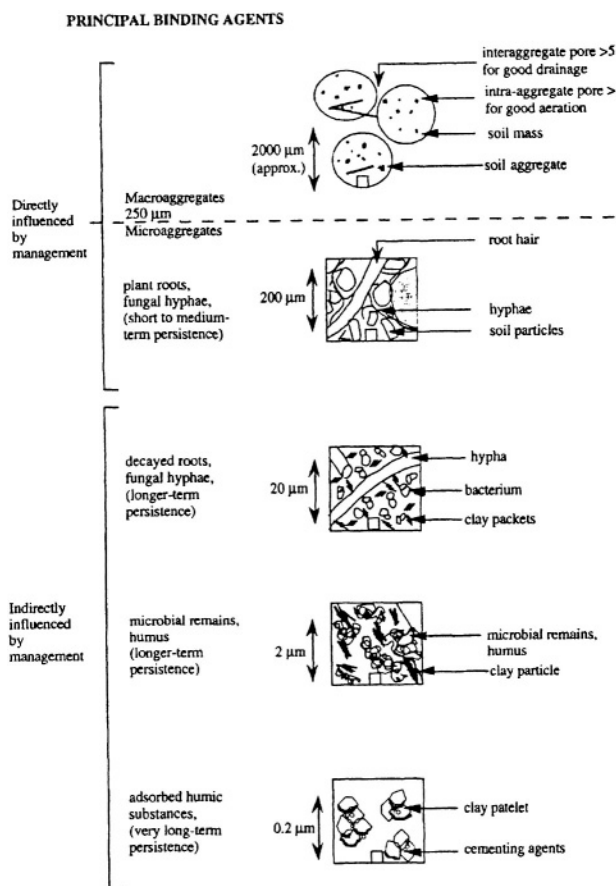 PRINCIPAL BINDING AGENTS
interaggregate pore >5
for good drainage
intra-aggregate pore >
for good aeration
soil mass
2000 μm
(approx.)
soil aggregate
Directly
influenced
by
management
Macroaggregates
250 μm
Microaggregates
root hair
plant roots,
fungal hyphae,
(short to medium-
term persistence)
200 μm
hyphae
soil particles
decayed roots,
fungal hyphae,
(longer-term
persistence)
20 μm
hypha
bacterium
clay packets
Indirectly
influenced by
management
microbial remains,
humus
(longer-term
persistence)
2 μm
microbial remains,
humus
clay particle
adsorbed humic
substances,
(very long-term
persistence)
0.2 μm
clay patelet
cementing agents